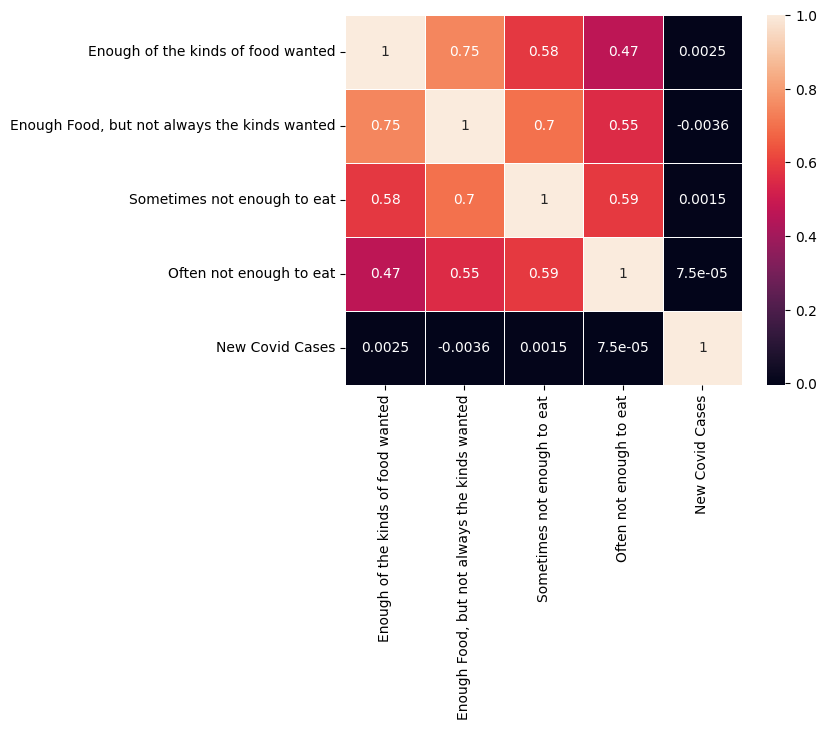 Enough of the kinds of food wanted 1 0.75 0.58 0.47 0.0025
Enough Food, but not always the kinds wanted 0.75 1 0.7 0.55 -0.0036
Sometimes not enough to eat 0.58 0.7 1 0.59 0.0015
Often not enough to eat 0.47 0.55 0.59 1 7.5e-05
New Covid Cases 0.0025 -0.0036 0.0015 7.5e-05 1
Enough of the kinds of food wanted
Enough Food, but not always the kinds wanted
Sometimes not enough to eat
Often not enough to eat
New Covid Cases
1.0
0.8
0.6
0.4
0.2
0.0